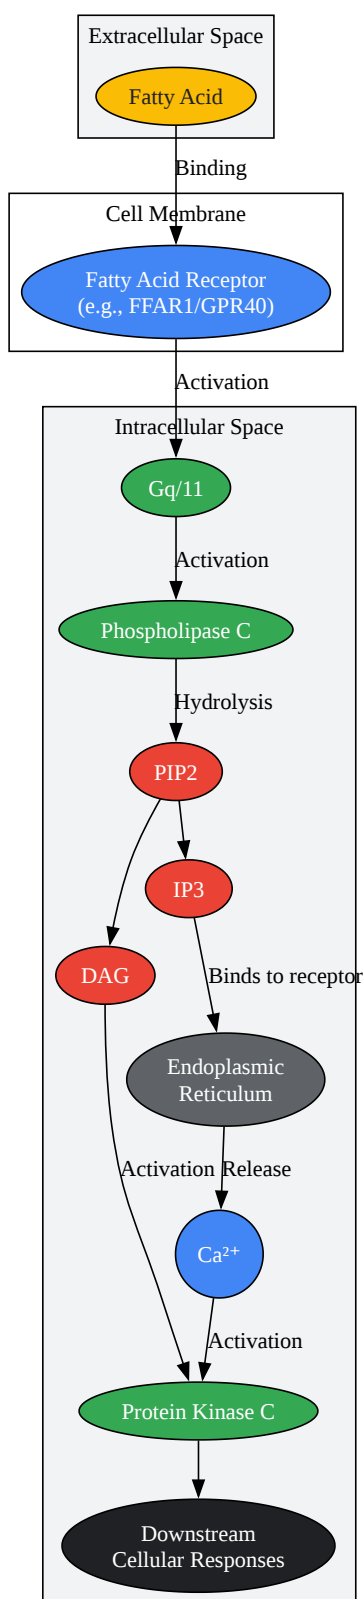 Extracellular Space
Fatty Acid
Binding
Cell Membrane
Fatty Acid Receptor
(e.g., FFAR1/GPR40)
Activation
Intracellular Space
Gq/11
Activation
Phospholipase C
Hydrolysis
PIP2
IP3
DAG
Binds to receptor
Endoplasmic
Reticulum
Activation
Release
Ca²⁺
Activation
Protein Kinase C
Downstream
Cellular Responses